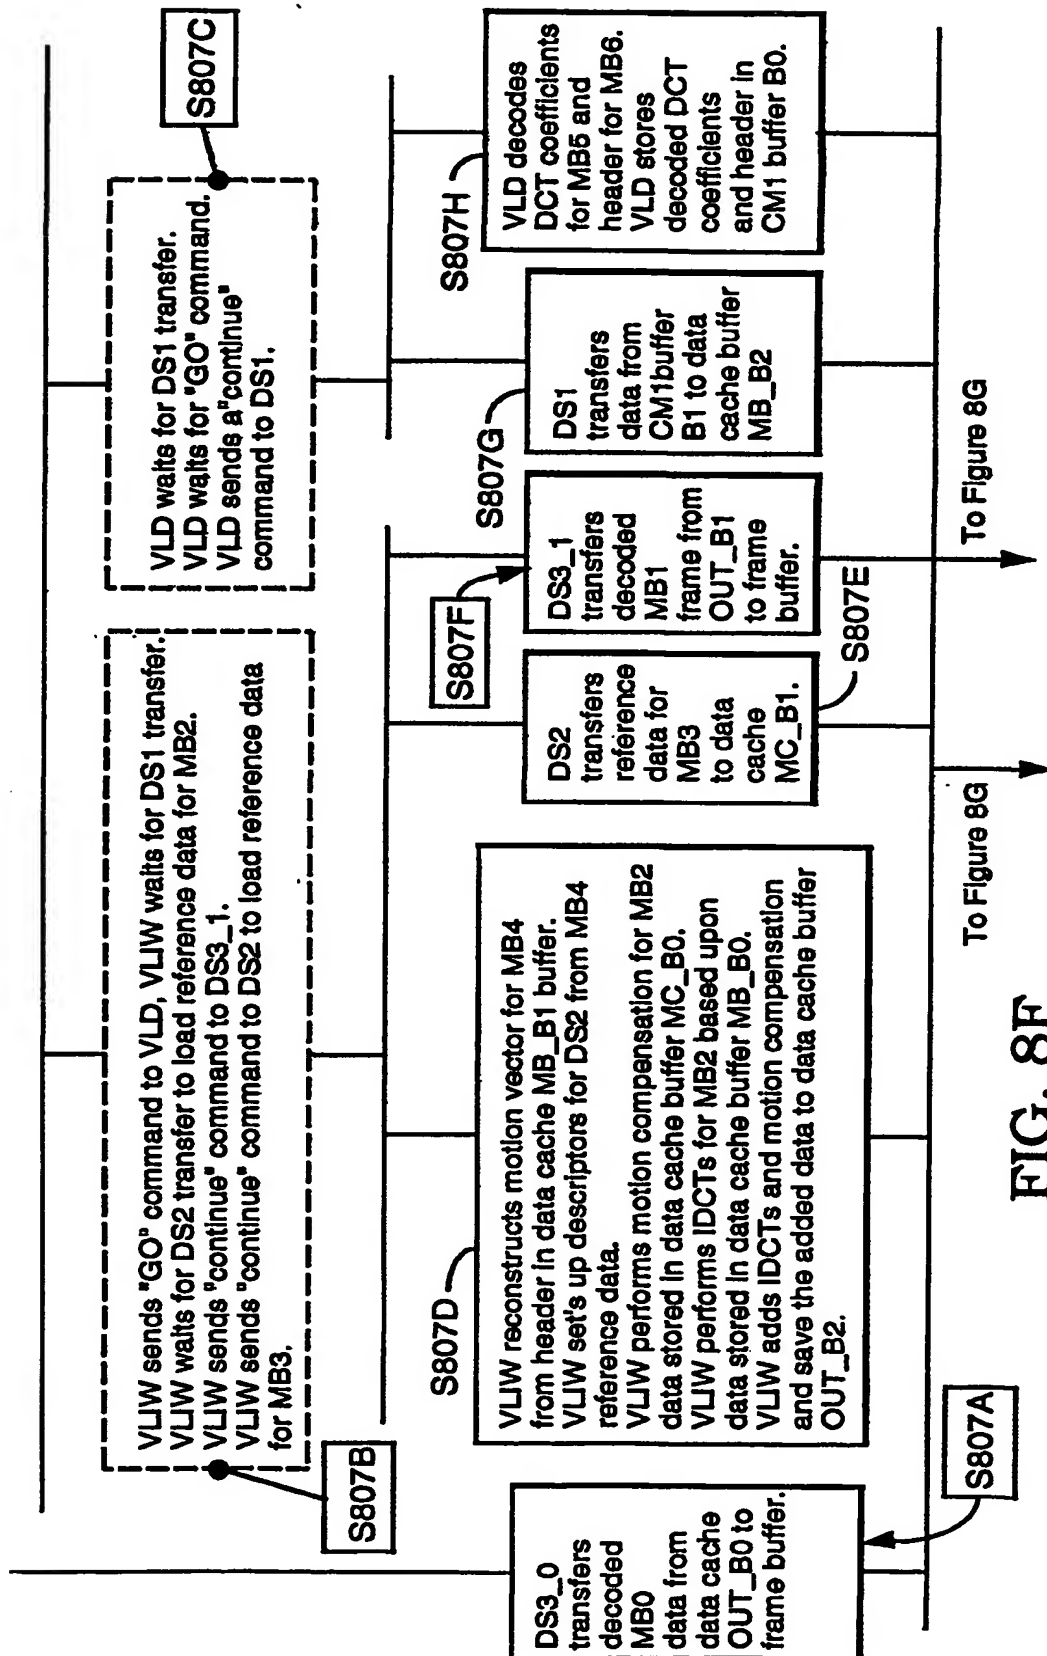 S807B
VLIW sends "GO" command to VLD, VLIW waits for DS1 transfer.
VLIW waits for DS2 transfer to load reference data for MB2.
VLIW sends "continue" command to DS3_1.
VLIW sends "continue" command to DS2 to load reference data
for MB3.
VLD waits for DS1 transfer.
VLD waits for "GO" command.
VLD sends a"continue"
command to DS1.
S807C
DS3_0
transfers
decoded
MB0
data from
data cache
OUT_B0 to
frame buffer.
S807A
S807D
VLIW reconstructs motion vector for MB4
from header in data cache MB_B1 buffer.
VLIW set's up descriptors for DS2 from MB4
reference data.
VLIW performs motion compensation for MB2
data stored in data cache buffer MC_B0.
VLIW performs IDCTs for MB2 based upon
data stored in data cache buffer MB_B0.
VLIW adds IDCTs and motion compensation
and save the added data to data cache buffer
OUT_B2.
DS2
transfers
reference
data for
MB3
to data
cache
MC_B1.
S807E
S807F
DS3_1
transfers
decoded
MB1
frame from
OUT_B1
to frame
buffer.
S807G
DS1
transfers
data from
CM1buffer
B1 to data
cache buffer
MB_B2
S807H
VLD decodes
DCT coefficients
for MB5 and
header for MB6.
VLD stores
decoded DCT
coefficients
and header in
CM1 buffer B0.
To Figure 8G
To Figure 8G
FIG. 8F